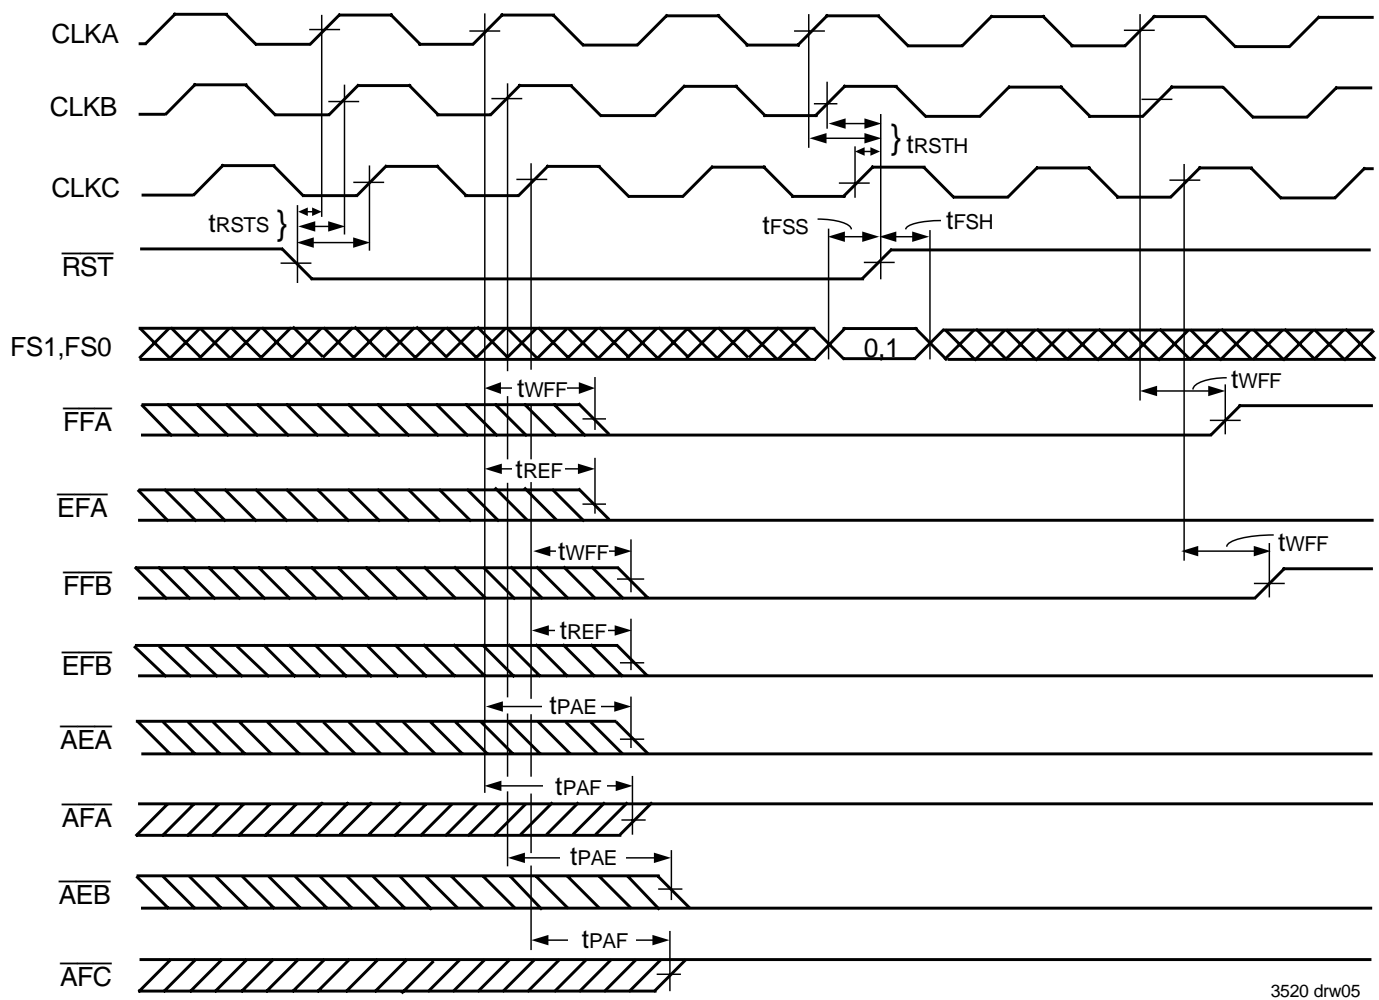 CLKA
CLKB
} tRSTH
CLKC
tRSTS }
tFSS
tFSH
RST
FS1,FS0
0,1
tWFF
tWFF
FFA
tREF
EFA
tWFF
tWFF
FFB
tREF
EFB
tPAE
AEA
tPAF
AFA
tPAE
AEB
tPAF
AFC
3520 drw05